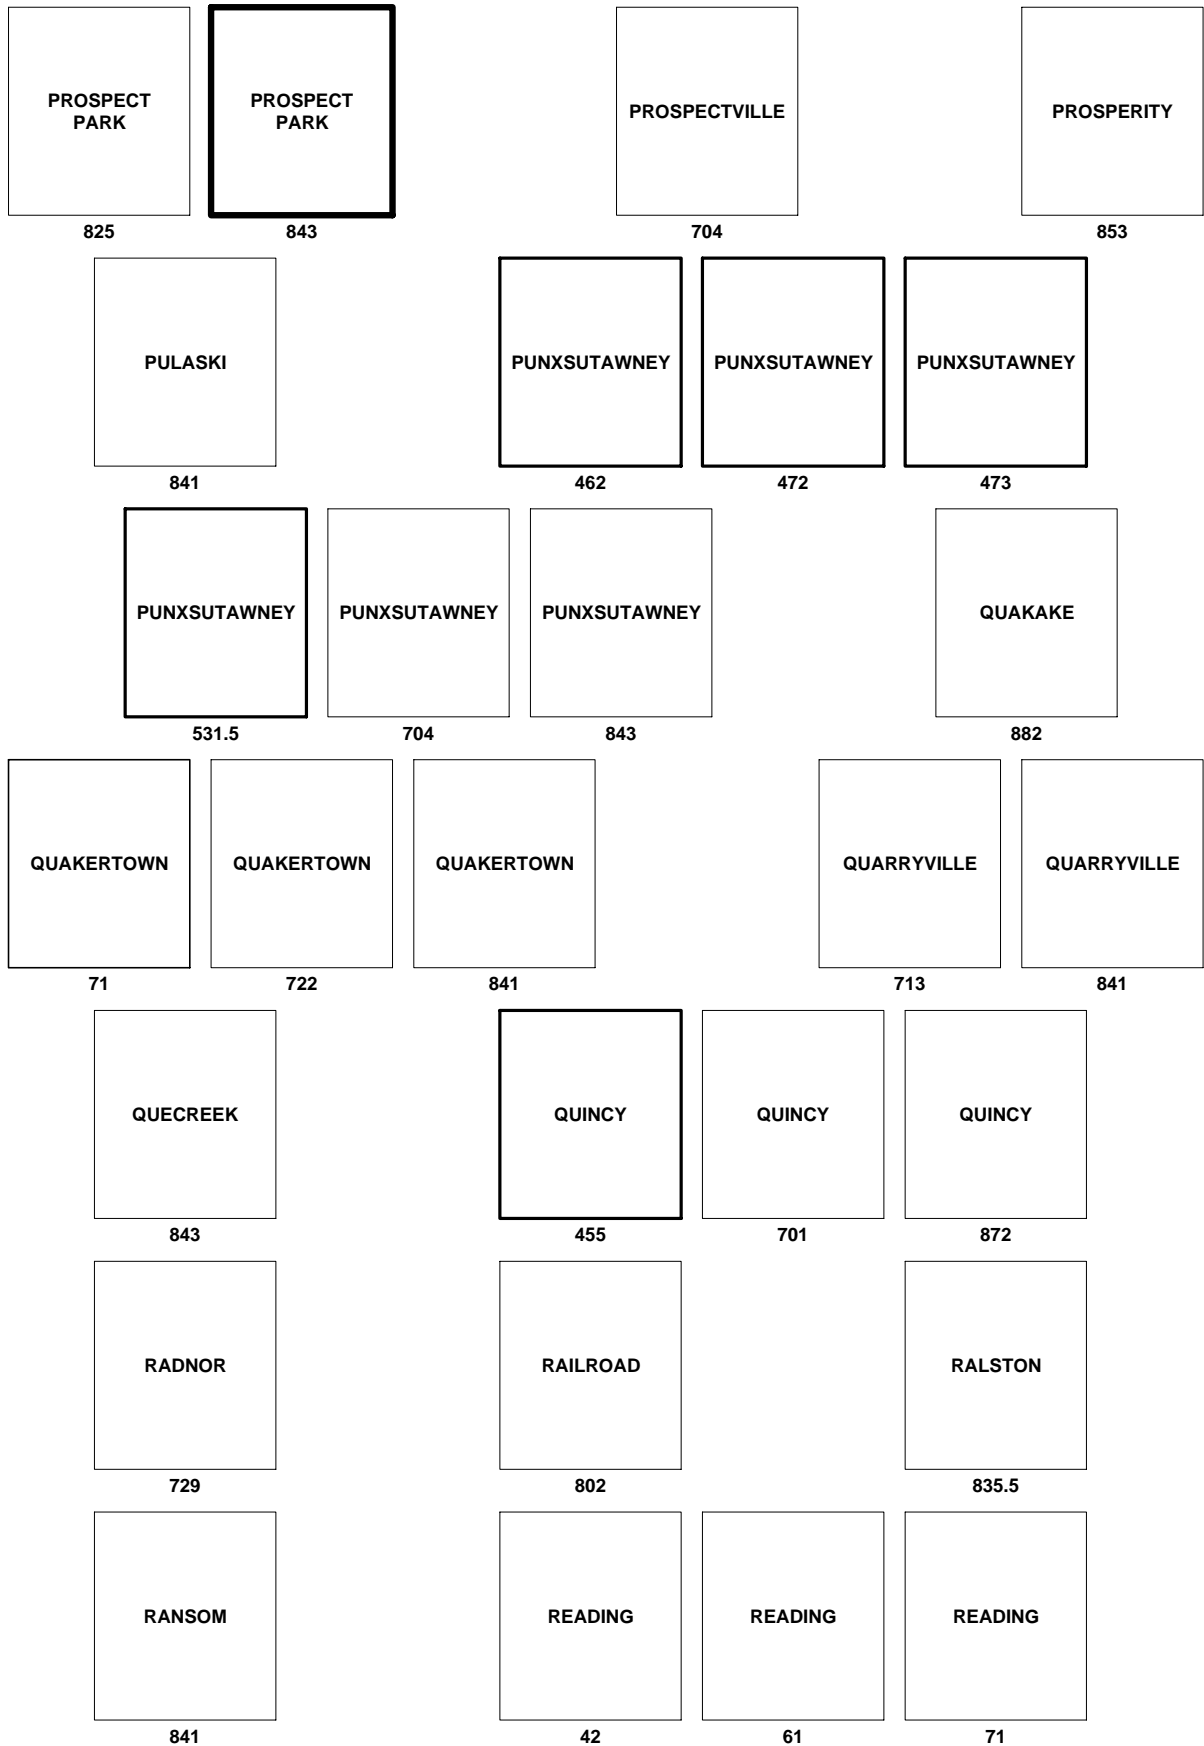 PROSPECT
PARK
PROSPECT
PARK
PROSPECTVILLE
PROSPERITY
825
843
704
853
PULASKI
PUNXSUTAWNEY
PUNXSUTAWNEY
PUNXSUTAWNEY
841
462
472
473
PUNXSUTAWNEY
PUNXSUTAWNEY
PUNXSUTAWNEY
QUAKAKE
531.5
704
843
882
QUAKERTOWN
QUAKERTOWN
QUAKERTOWN
QUARRYVILLE
QUARRYVILLE
71
722
841
713
841
QUECREEK
QUINCY
QUINCY
QUINCY
843
455
701
872
RADNOR
RAILROAD
RALSTON
729
802
835.5
RANSOM
READING
READING
READING
841
42
61
71